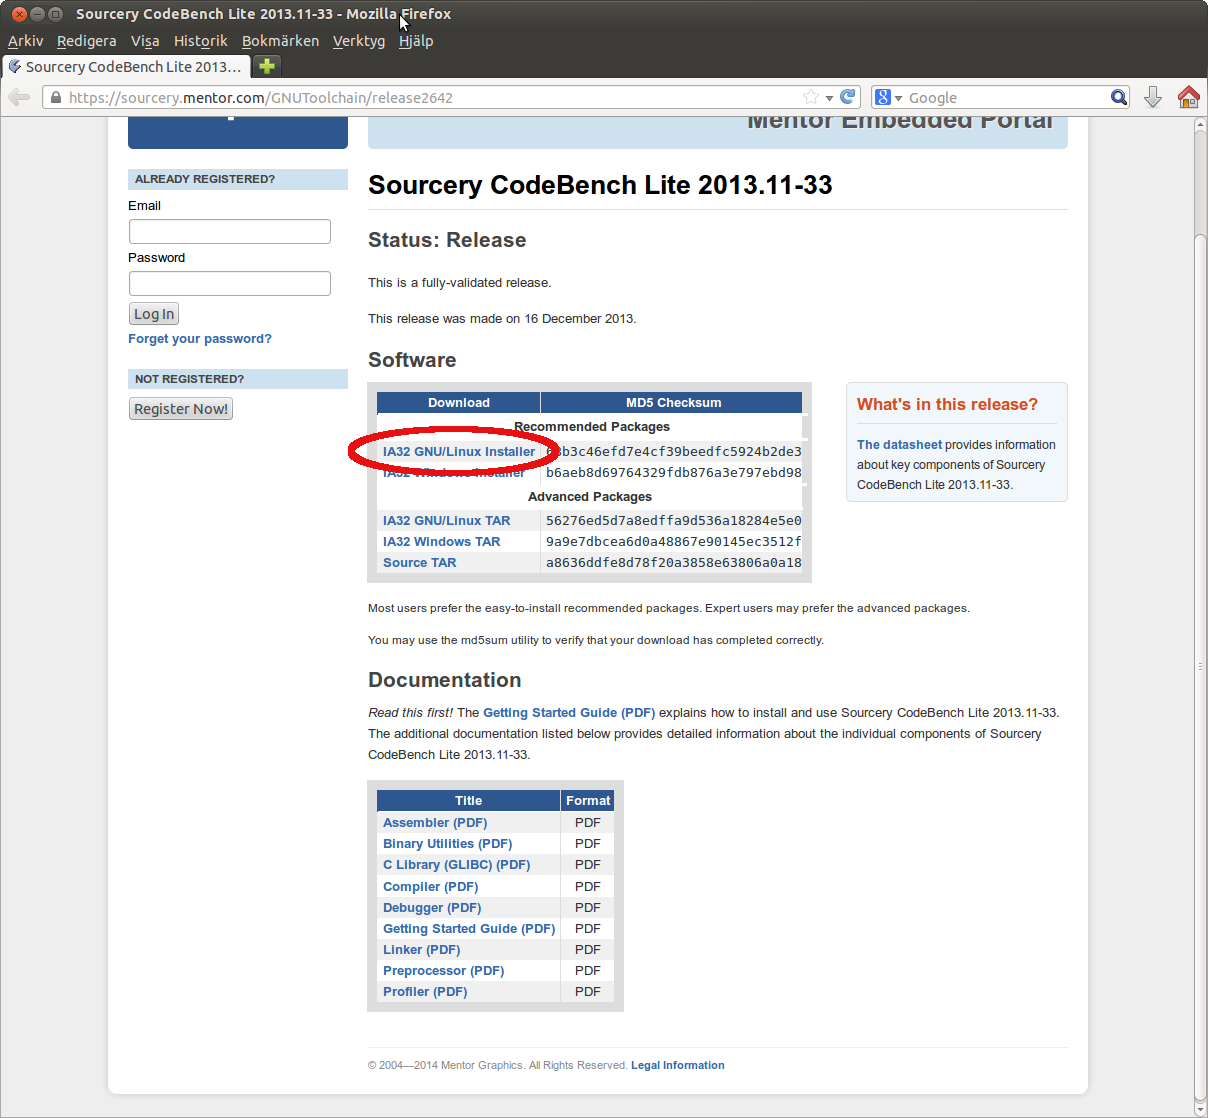 Sourcery CodeBench Lite 2013.11-33 - Mozilla Firefox
Arkiv Redigera Visa Historik Bokmärken Verktyg Hjälp
Sourcery CodeBench Lite 2013...
https://sourcery.mentor.com/GNUToolchain/release2642
Google
Mentor Embedded Portal
ALREADY REGISTERED?
Email
Password
Log In
Forget your password?
NOT REGISTERED?
Register Now!
Sourcery CodeBench Lite 2013.11-33
Status: Release
This is a fully-validated release.
This release was made on 16 December 2013.
Software
Download MD5 Checksum
Recommended Packages
IA32 GNU/Linux Installer
IA32 Windows Installer b6aeb8d69764329fdb876a3e797ebd98
Advanced Packages
IA32 GNU/Linux TAR 56276ed5d7a8edffa9d536a18284e5e0
IA32 Windows TAR 9a9e7dbcea6d0a48867e90145ec3512f
Source TAR a8636ddfe8d78f20a3858e63806a0a18
What's in this release?
The datasheet provides information
about key components of Sourcery
CodeBench Lite 2013.11-33.
Most users prefer the easy-to-install recommended packages. Expert users may prefer the advanced packages.
You may use the md5sum utility to verify that your download has completed correctly.
Documentation
Read this first! The Getting Started Guide (PDF) explains how to install and use Sourcery CodeBench Lite 2013.11-33.
The additional documentation listed below provides detailed information about the individual components of Sourcery
CodeBench Lite 2013.11-33.
Title Format
Assembler (PDF) PDF
Binary Utilities (PDF) PDF
C Library (GLIBC) (PDF) PDF
Compiler (PDF) PDF
Debugger (PDF) PDF
Getting Started Guide (PDF) PDF
Linker (PDF) PDF
Preprocessor (PDF) PDF
Profiler (PDF) PDF
© 2004—2014 Mentor Graphics. All Rights Reserved. Legal Information